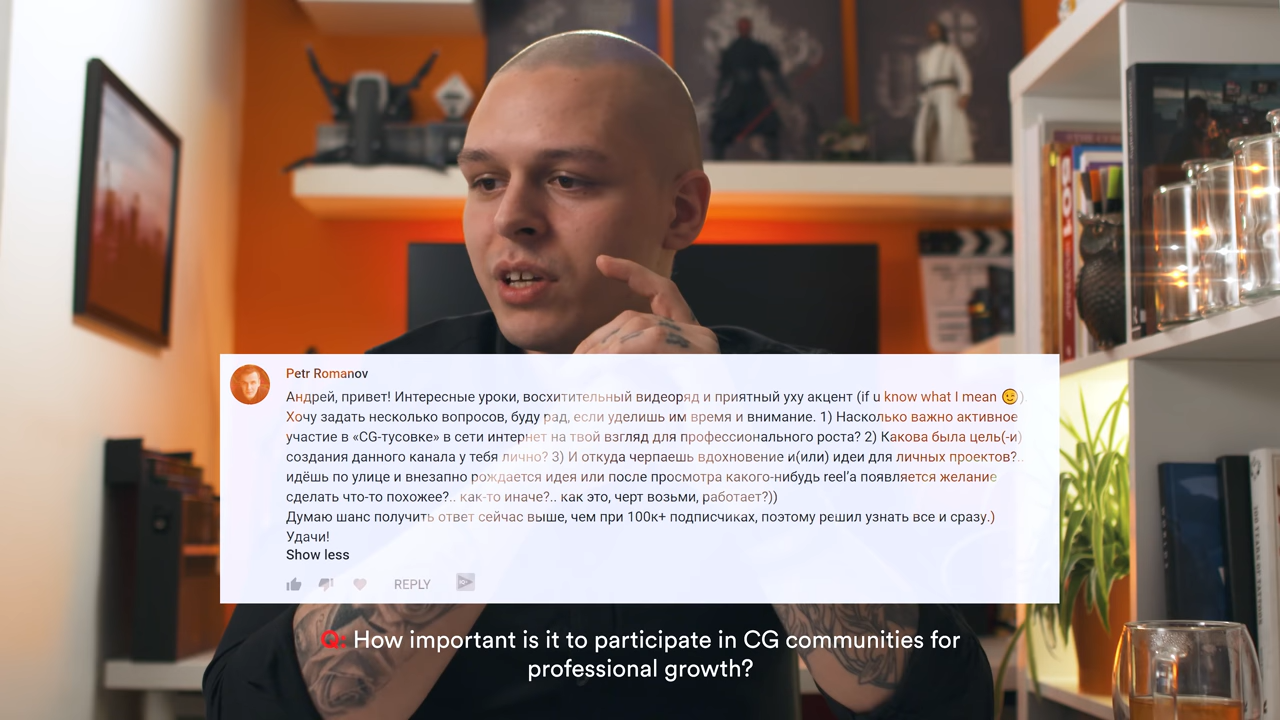 Petr Romanov
Андрей, привет! Интересные уроки, восхитительный видеоряд и приятный уху акцент (if u know what I mean 😉).
Хочу задать несколько вопросов, буду рад, если уделишь им время и внимание. 1) Насколько важно активное
участие в «CG-тусовке» в сети интернет на твой взгляд для профессионального роста? 2) Какова была цель(-и)
создания данного канала у тебя лично? 3) И откуда черпаешь вдохновение и(или) идеи для личных проектов?..
идёшь по улице и внезапно рождается идея или после просмотра какого-нибудь reel’а появляется желание
сделать что-то похожее?.. как-то иначе?.. как это, черт возьми, работает?))
Думаю шанс получить ответ сейчас выше, чем при 100к+ подписчиках, поэтому решил узнать все и сразу.)
Удачи!
Show less
REPLY
Q: How important is it to participate in CG communities for
professional growth?